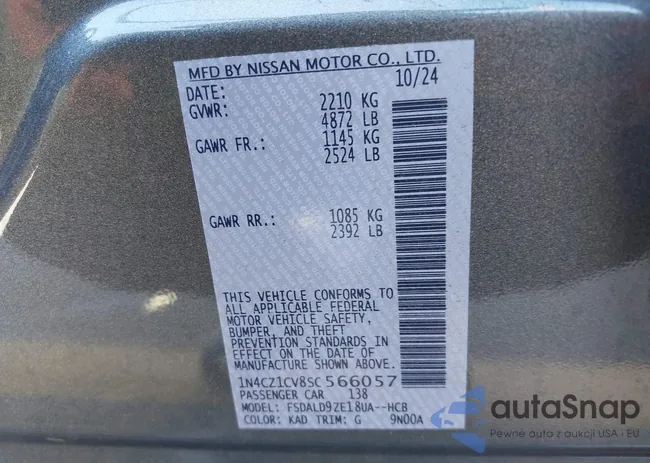 MFD BY NISSAN MOTOR CO., LTD.
DATE: 10/24
GVWR: 2210 KG
4872 LB
GAWR FR.: 1145 KG
2524 LB
GAWR RR.: 1085 KG
2392 LB
THIS VEHICLE CONFORMS TO
ALL APPLICABLE FEDERAL
MOTOR VEHICLE SAFETY,
BUMPER, AND THEFT
PREVENTION STANDARDS IN
EFFECT ON THE DATE OF
MANUFACTURE SHOWN ABOVE.
1N4CZ1CV8SC566057
PASSENGER CAR 138
MODEL: FSDALD9ZE18UA--HCB
COLOR: KAD TRIM: G 9N00A
autoSnap
Pewne auta z aukcji USA i EU